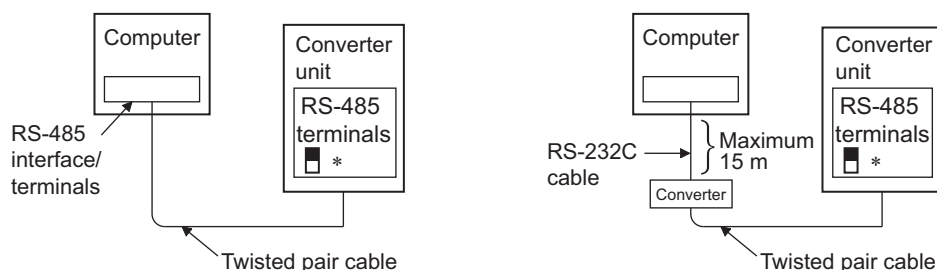 Computer
Converter
unit
RS-485
terminals
*
RS-485
interface/
terminals
Twisted pair cable
Computer
Converter
unit
RS-485
terminals
*
RS-232C
cable
Maximum
15 m
Converter
Twisted pair cable